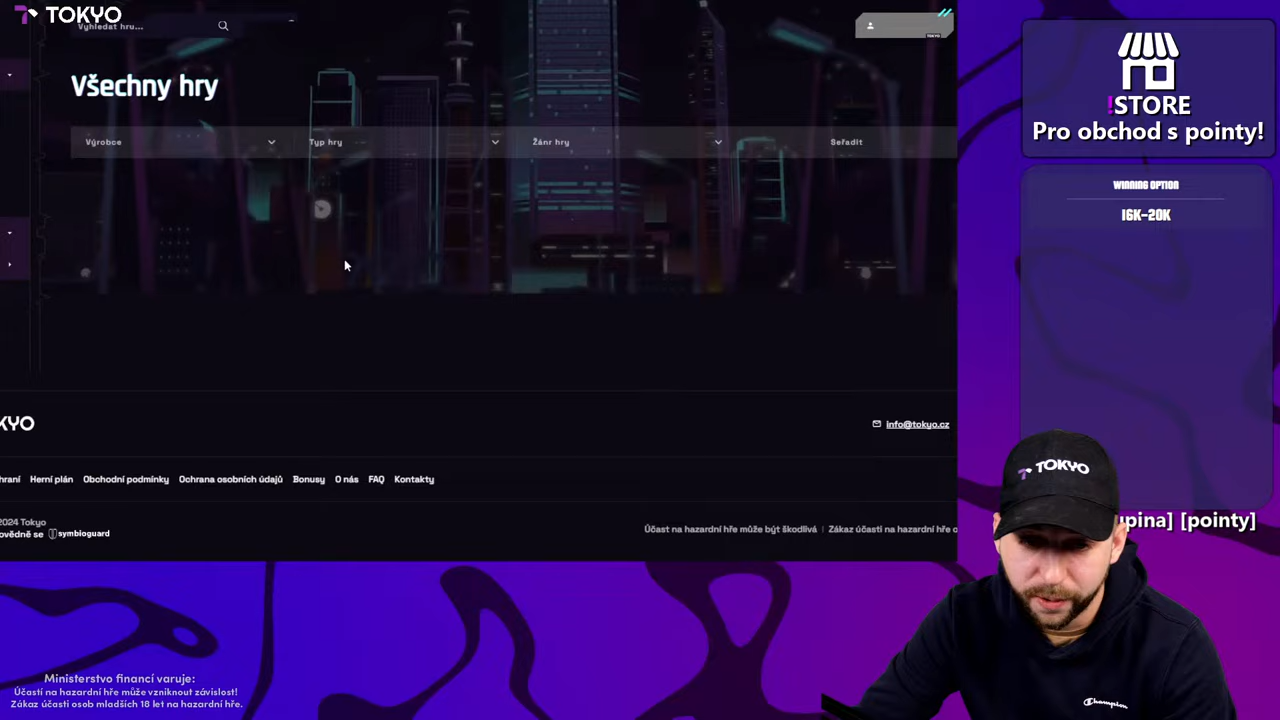 TOKYO
Vyhledat hru...
TOKYO
Všechny hry
Výrobce
Typ hry
Žánr hry
Seřadit
KYO
info@tokyo.cz
hraní
Herní plán
Obchodní podmínky
Ochrana osobních údajů
Bonusy
O nás
FAQ
Kontakty
2024 Tokyo
ovědně se symbioguard
Účast na hazardní hře může být škodlivá | Zákaz účasti na hazardní hře o
Ministerstvo financí varuje:
Účastí na hazardní hře může vzniknout závislost!
Zákaz účasti osob mladších 18 let na hazardní hře.
!STORE
Pro obchod s pointy!
WINNING OPTION
16K-20K
upina] [pointy]
TOKYO
Champion